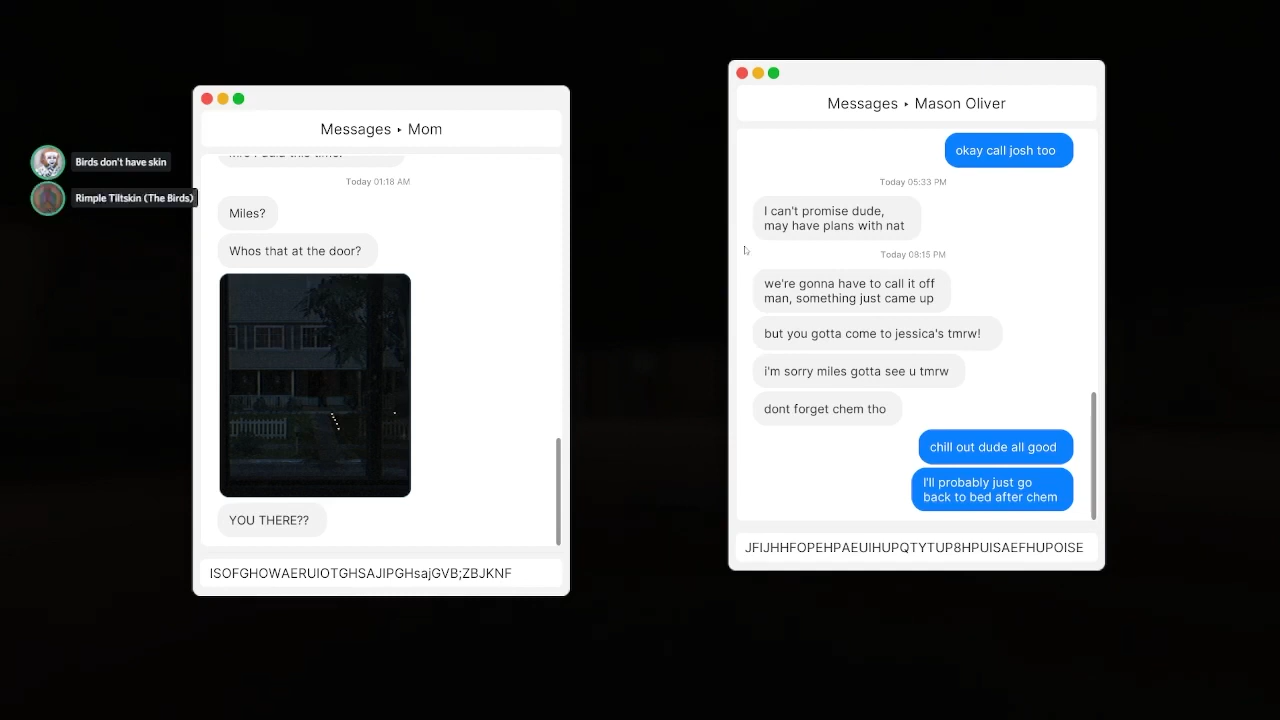 Birds don't have skin
Rimple Tiltskin (The Birds)
Messages ▸ Mom
Today 01:18 AM
Miles?
Whos that at the door?
YOU THERE??
ISOFGHOWAERUIOTGHSAJIPGHsajGVB;ZBJKNF
Messages ▸ Mason Oliver
okay call josh too
Today 05:33 PM
I can't promise dude,
may have plans with nat
Today 08:15 PM
we're gonna have to call it off
man, something just came up
but you gotta come to jessica's tmrw!
i'm sorry miles gotta see u tmrw
dont forget chem tho
chill out dude all good
I'll probably just go
back to bed after chem
JFIJHHFOPEHPAEUIHUPQTYTUP8HPUISAEFHUPOISE